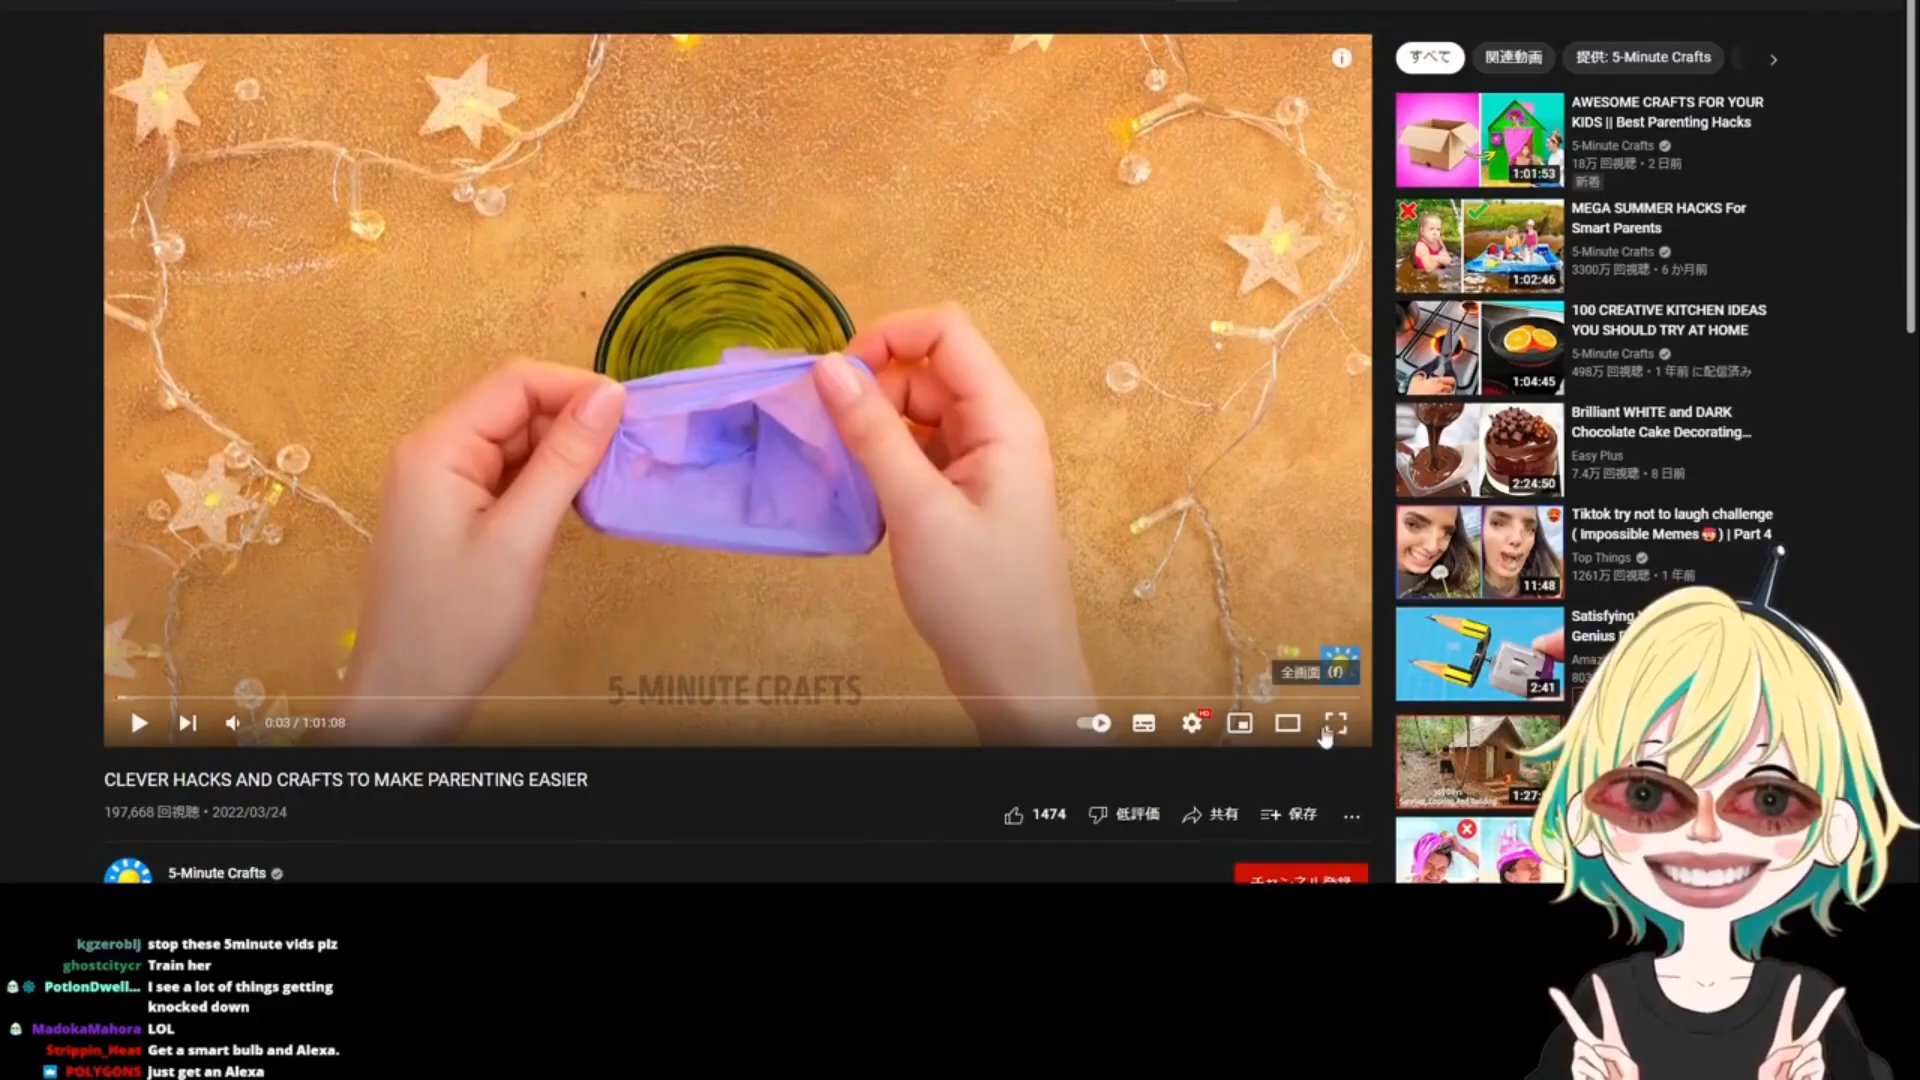 すべて
関連動画
提供: 5-Minute Crafts
AWESOME CRAFTS FOR YOUR
KIDS || Best Parenting Hacks
5-Minute Crafts
18万 回視聴・2 日前
新着
1:01:53
MEGA SUMMER HACKS For
Smart Parents
5-Minute Crafts
3300万 回視聴・6 か月前
1:02:46
100 CREATIVE KITCHEN IDEAS
YOU SHOULD TRY AT HOME
5-Minute Crafts
498万 回視聴・1 年前 に配信済み
1:04:45
Brilliant WHITE and DARK
Chocolate Cake Decorating...
Easy Plus
7.4万 回視聴・8 日前
2:24:50
Tiktok try not to laugh challenge
( Impossible Memes ) | Part 4
Top Things
1261万 回視聴・1 年前
11:48
Satisfying
Genius
2:41
1:27:
全画面 (f)
5-MINUTE CRAFTS
0:03 / 1:01:08
HD
CLEVER HACKS AND CRAFTS TO MAKE PARENTING EASIER
197,668 回視聴・2022/03/24
1474
低評価
共有
保存
5-Minute Crafts
チャンネル登録
kgzeroblj stop these 5minute vids plz
ghostcitycr Train her
PotionDwell... I see a lot of things getting
knocked down
MadokaMahora LOL
Strippin_Heat Get a smart bulb and Alexa.
POLYGONS just get an Alexa